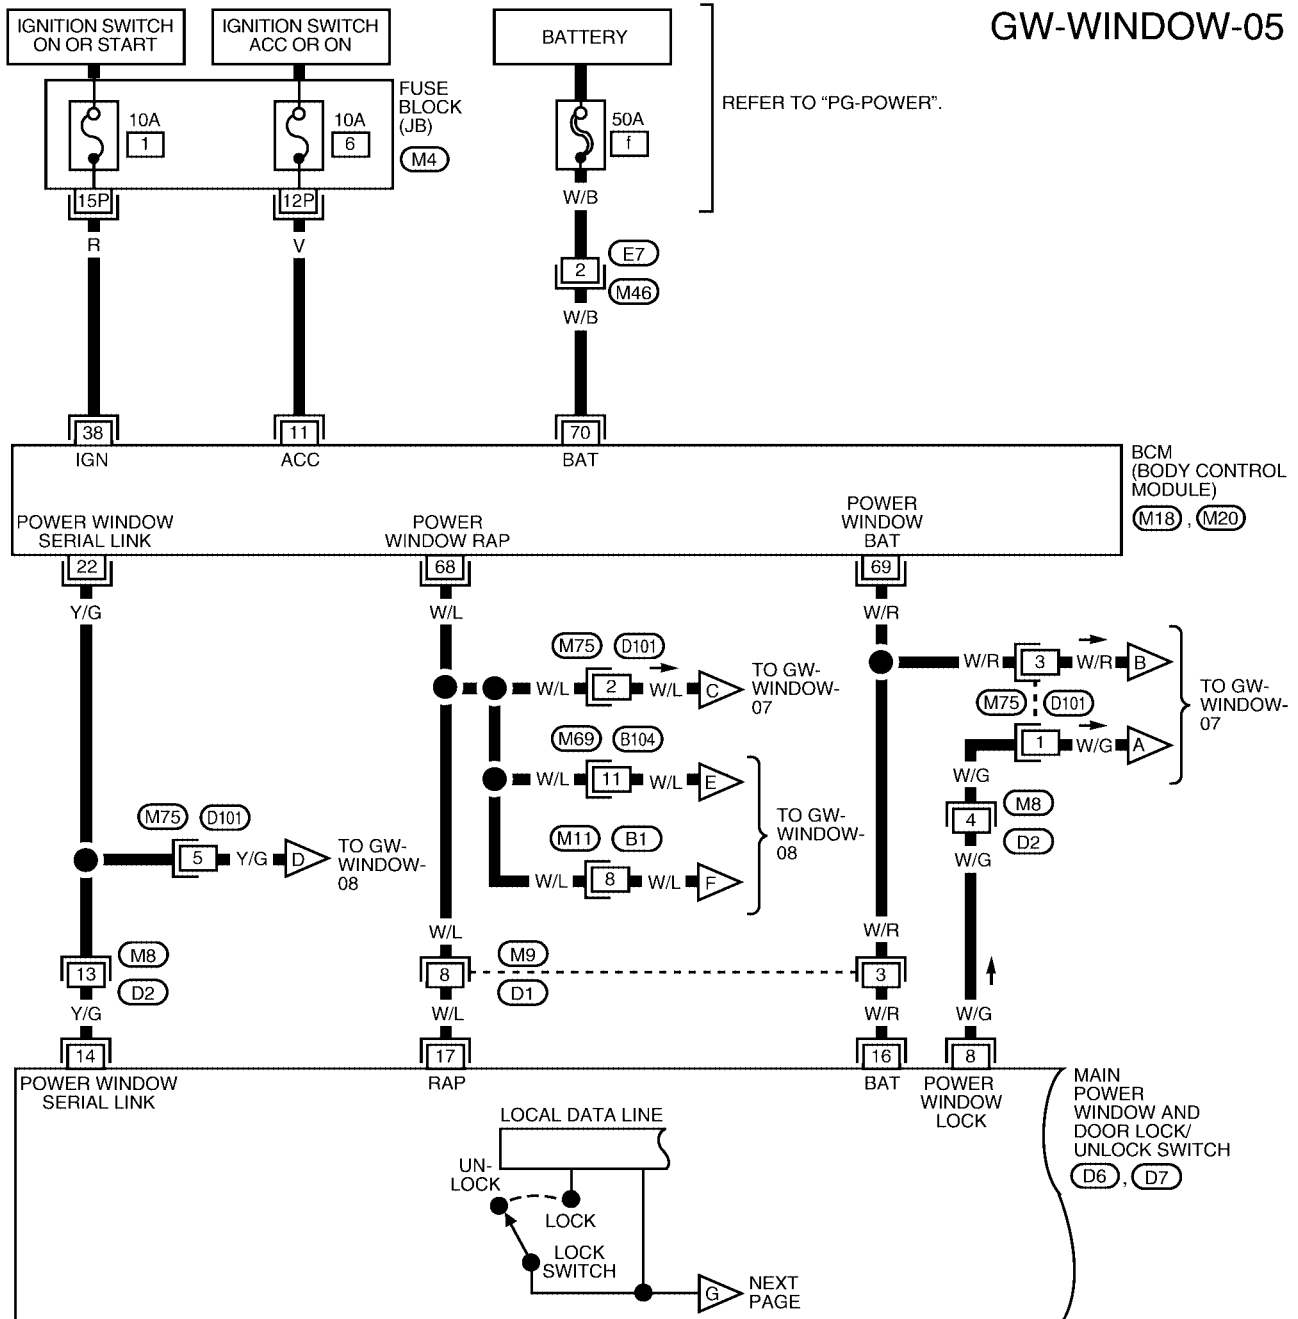 GW-WINDOW-05
IGNITION SWITCH
ON OR START
IGNITION SWITCH
ACC OR ON
BATTERY
REFER TO “PG-POWER”.
FUSE
BLOCK
(JB)
M4
10A
1
10A
6
50A
f
15P
12P
W/B
R
V
E7
2
M46
W/B
38
11
70
IGN
ACC
BAT
BCM
(BODY CONTROL
MODULE)
M18 , M20
POWER WINDOW
SERIAL LINK
POWER
WINDOW RAP
POWER
WINDOW
BAT
22
68
69
Y/G
W/L
W/R
M75 D101
W/L 2 W/L C
TO GW-
WINDOW-
07
W/R 3 W/R B
M75 D101
1 W/G A
TO GW-
WINDOW-
07
M69 B104
W/L 11 W/L E
M11 B1
W/L 8 W/L F
TO GW-
WINDOW-
08
W/G
4
M8
D2
W/G
M75 D101
5 Y/G D
TO GW-
WINDOW-
08
W/L
W/R
13
M8
D2
8
M9
D1
3
Y/G
W/L
W/R
W/G
14
17
16
8
POWER WINDOW
SERIAL LINK
RAP
BAT
POWER
WINDOW
LOCK
MAIN
POWER
WINDOW AND
DOOR LOCK/
UNLOCK SWITCH
D6 , D7
LOCAL DATA LINE
UN-
LOCK
LOCK
LOCK
SWITCH
G
NEXT
PAGE